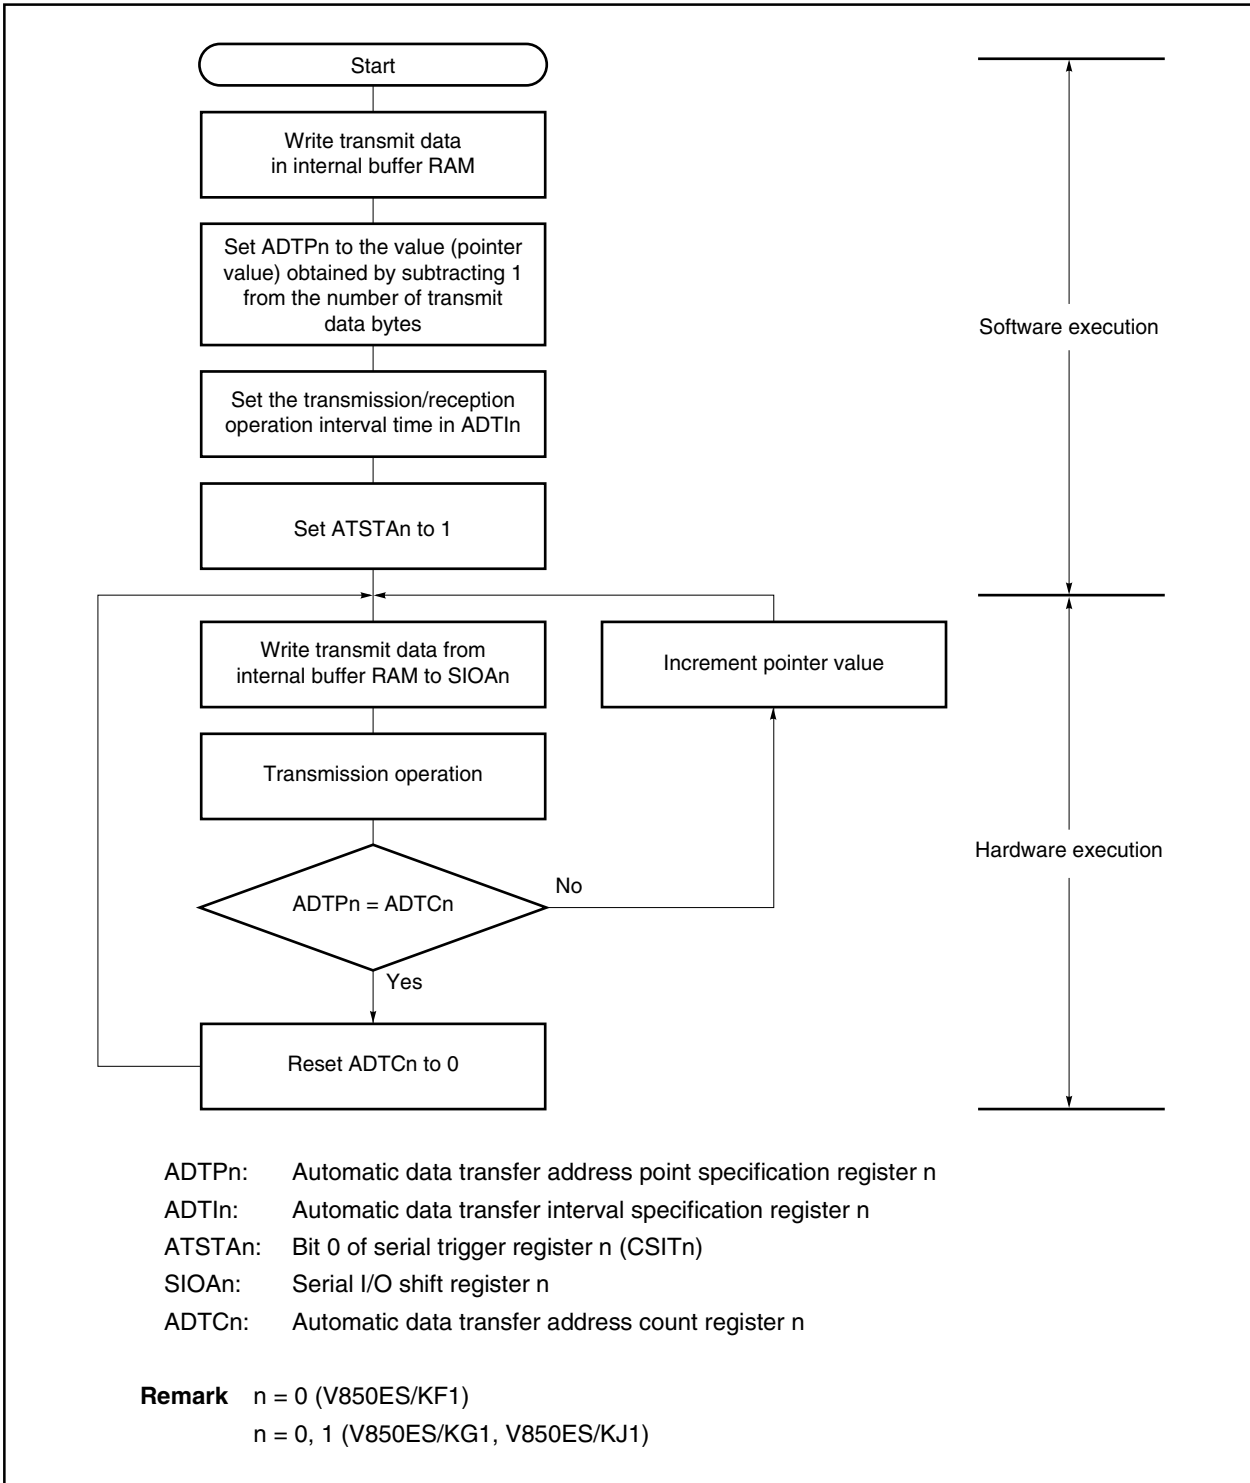 Start
Write transmit data
in internal buffer RAM
Set ADTPn to the value (pointer
value) obtained by subtracting 1
from the number of transmit
data bytes
Software execution
Set the transmission/reception
operation interval time in ADTIn
Set ATSTAn to 1
Write transmit data from
internal buffer RAM to SIOAn
Increment pointer value
Transmission operation
Hardware execution
ADTPn = ADTCn
No
Yes
Reset ADTCn to 0
ADTPn: Automatic data transfer address point specification register n
ADTIn: Automatic data transfer interval specification register n
ATSTAn: Bit 0 of serial trigger register n (CSITn)
SIOAn: Serial I/O shift register n
ADTCn: Automatic data transfer address count register n
Remark n = 0 (V850ES/KF1)
n = 0, 1 (V850ES/KG1, V850ES/KJ1)